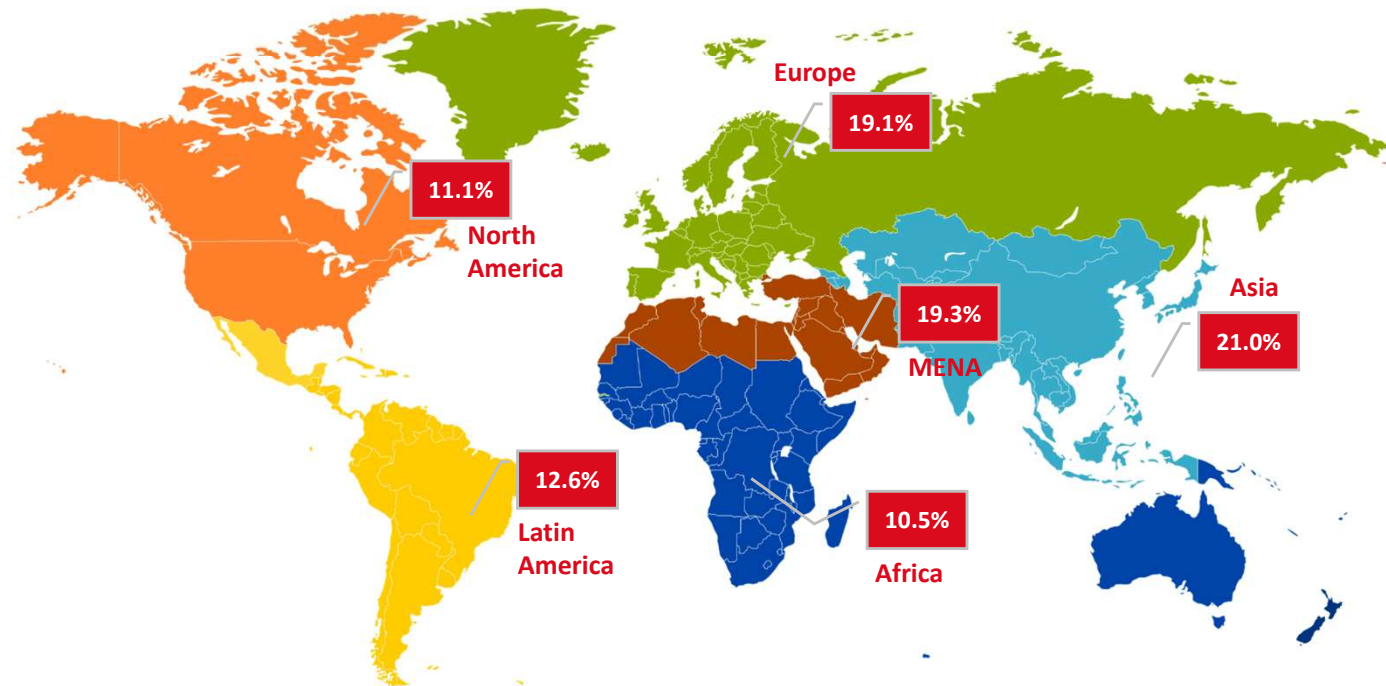 Europe
19.1%
11.1%
North
America
Asia
21.0%
19.3%
MENA
12.6%
Latin
America
10.5%
Africa